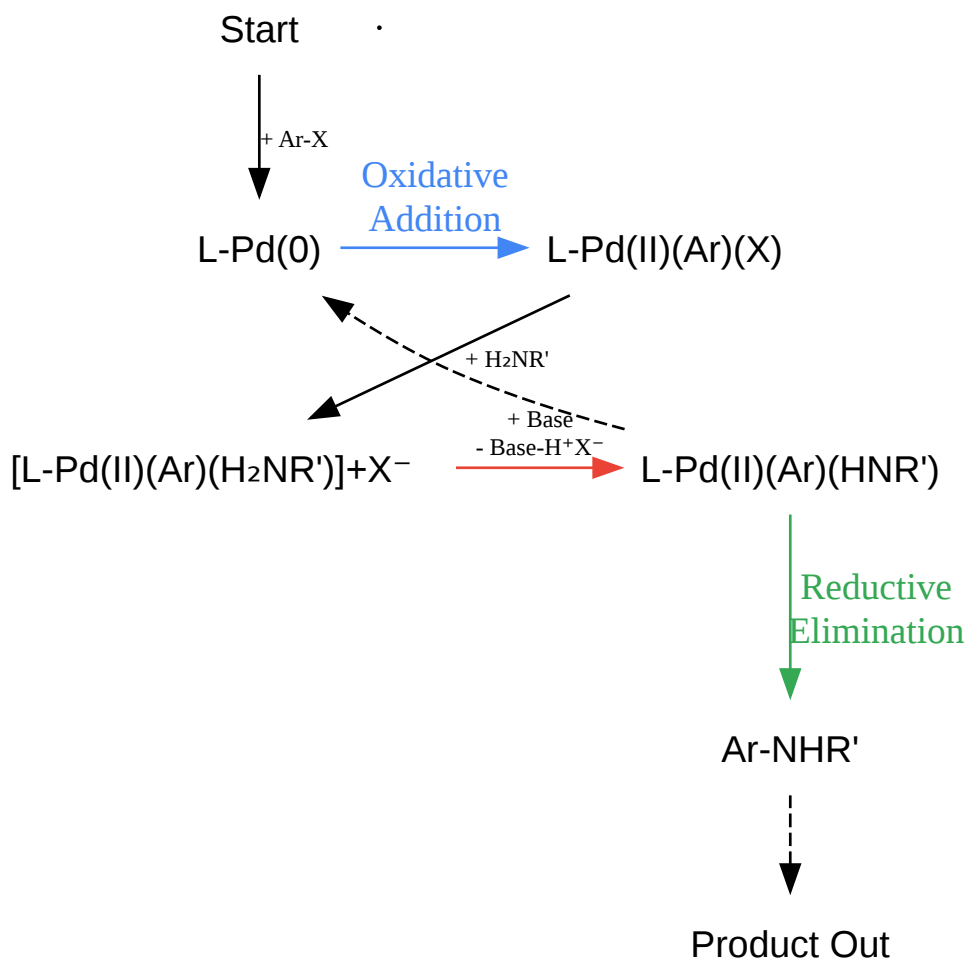 Start
+ Ar-X
Oxidative
Addition
L-Pd(0)
L-Pd(II)(Ar)(X)
+ H₂NR'
+ Base
- Base-H⁺X⁻
[L-Pd(II)(Ar)(H₂NR')]+X⁻
L-Pd(II)(Ar)(HNR')
Reductive
Elimination
Ar-NHR'
Product Out